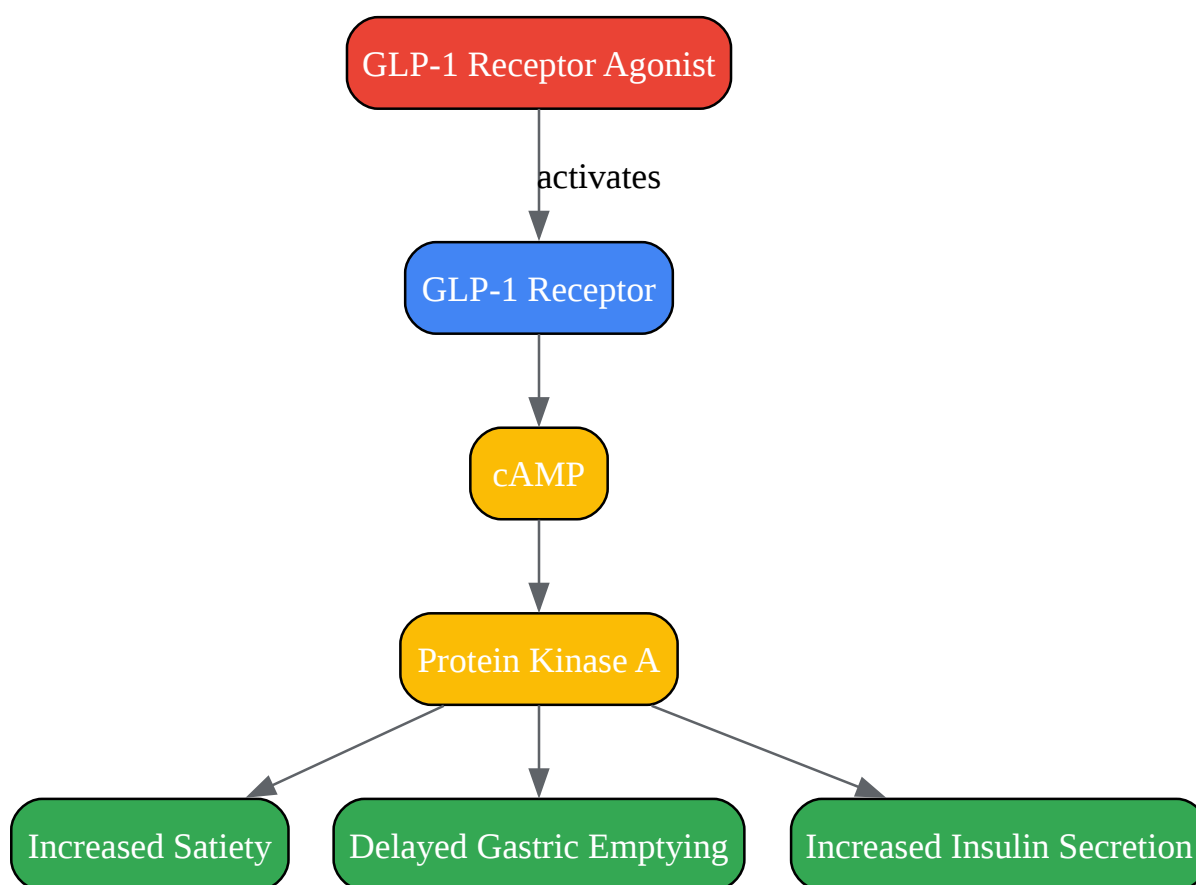 GLP-1 Receptor Agonist
activates
GLP-1 Receptor
cAMP
Protein Kinase A
Increased Satiety
Delayed Gastric Emptying
Increased Insulin Secretion